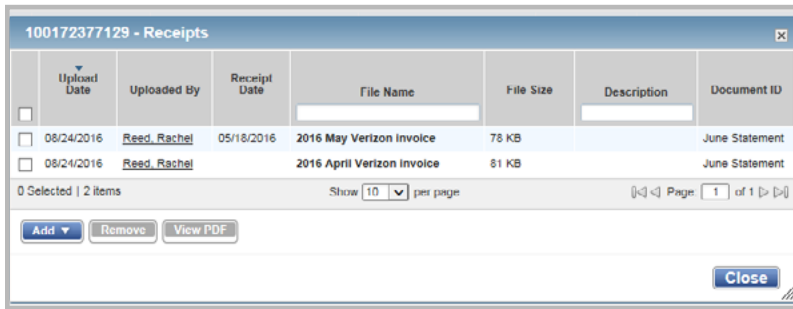 100172377129 - Receipts
Upload Date Uploaded By Receipt Date File Name File Size Description Document ID
08/24/2016 Reed, Rachel 05/18/2016 2016 May Verizon Invoice 78 KB June Statement
08/24/2016 Reed, Rachel 2016 April Verizon Invoice 81 KB June Statement
0 Selected | 2 items Show 10 per page Page: 1 of 1
Add Remove View PDF
Close